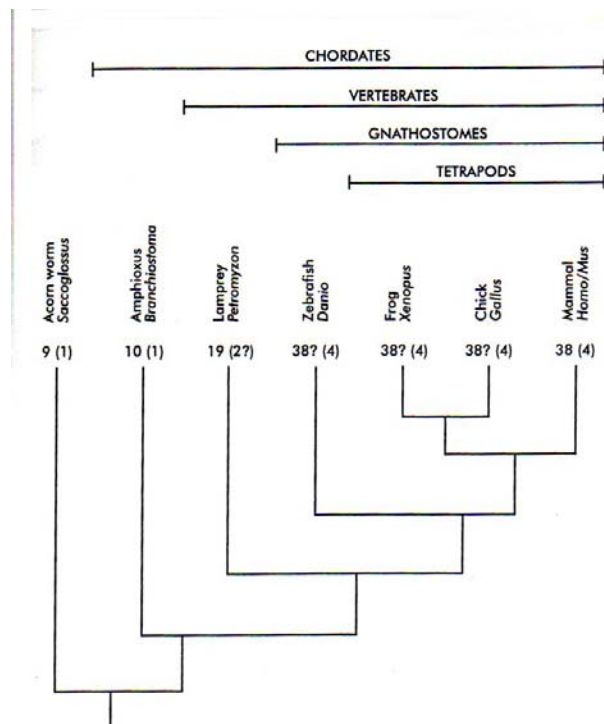 CHORDATES
VERTEBRATES
GNATHOSTOMES
TETRAPODS
Acorn worm
Saccoglossus
Amphioxus
Branchiostoma
Lamprey
Petromyzon
Zebrafish
Danio
Frog
Xenopus
Chick
Gallus
Mammal
Homo/Mus
9 (1)
10 (1)
19 (2?)
38? (4)
38? (4)
38? (4)
38 (4)